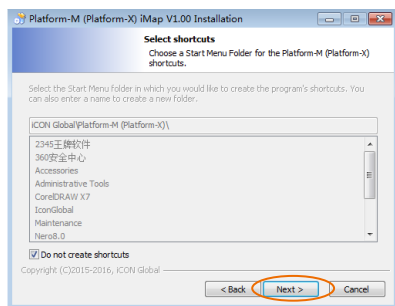 Platform-M (Platform-X) iMap V1.00 Installation
Select shortcuts
Choose a Start Menu Folder for the Platform-M (Platform-X)
shortcuts.
Select the Start Menu folder in which you would like to create the program's shortcuts. You
can also enter a name to create a new folder.
iCON Global\Platform-M (Platform-X)\
2345王牌软件
360安全中心
Accessories
Administrative Tools
CorelDRAW X7
IconGlobal
Maintenance
Nero8.0
Do not create shortcuts
Copyright (C)2015-2016, iCON Global
< Back
Next >
Cancel